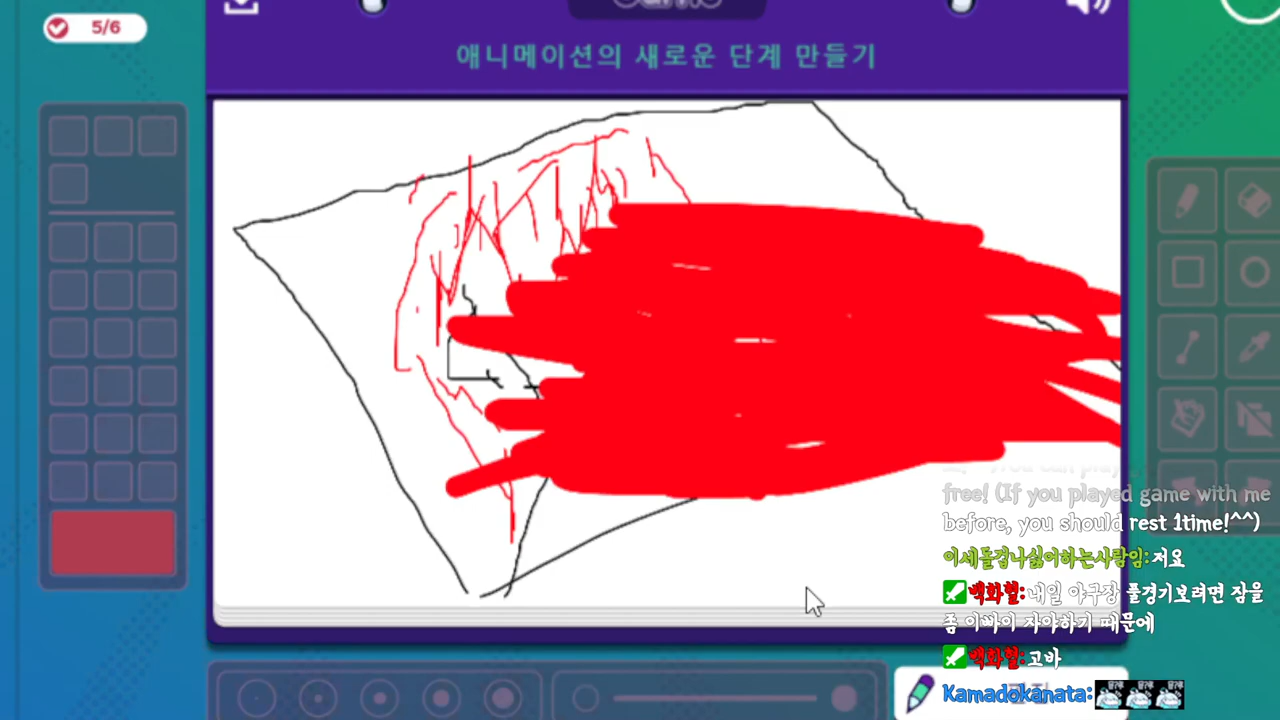 5/6
애니메이션의 새로운 단계 만들기
free! (If you played game with me
before, you should rest 1time!^^)
이세돌겁나싫어하는사람임: 저요
백화혈: 내일 야구장 풀경기보려면 잠을
좀 이빠이 자야하기 때문에
백화혈: 고바
Kamadokanata: